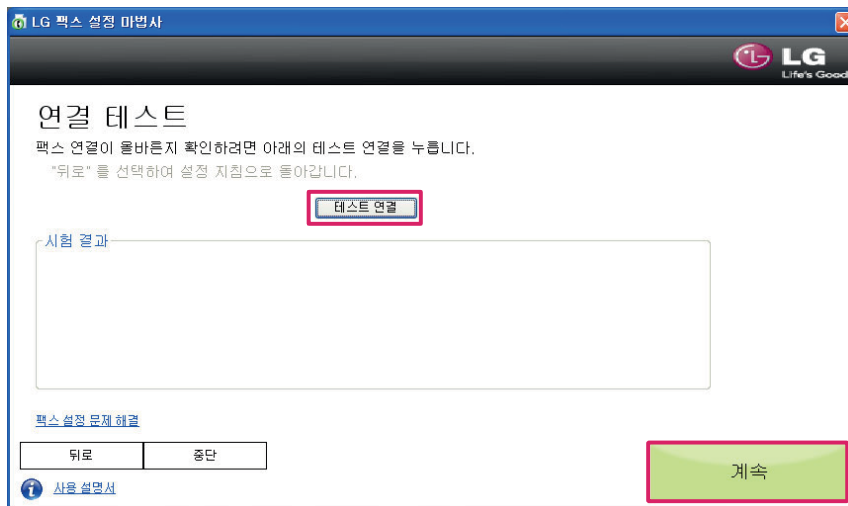 LG 팩스 설정 마법사
LG
Life's Good
연결 테스트
팩스 연결이 올바른지 확인하려면 아래의 테스트 연결을 누릅니다.
"뒤로" 를 선택하여 설정 지침으로 돌아갑니다.
테스트 연결
시험 결과
팩스 설정 문제 해결
뒤로 중단
계속
사용 설명서